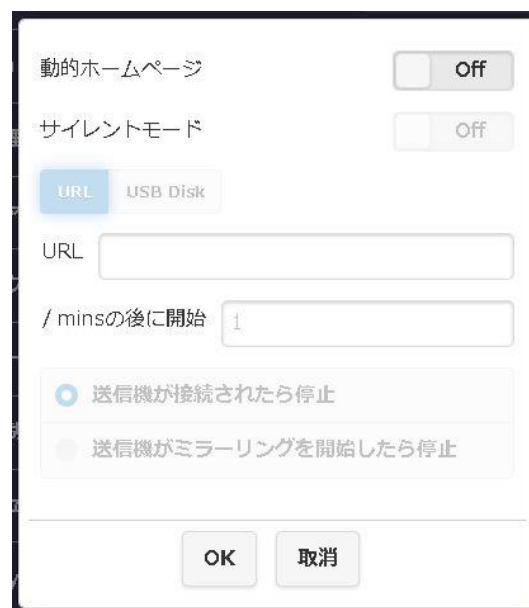 動的ホームページ Off
サイレントモード Off
URL USB Disk
URL
/ minsの後に開始 1
送信機が接続されたら停止
送信機がミラーリングを開始したら停止
OK 取消